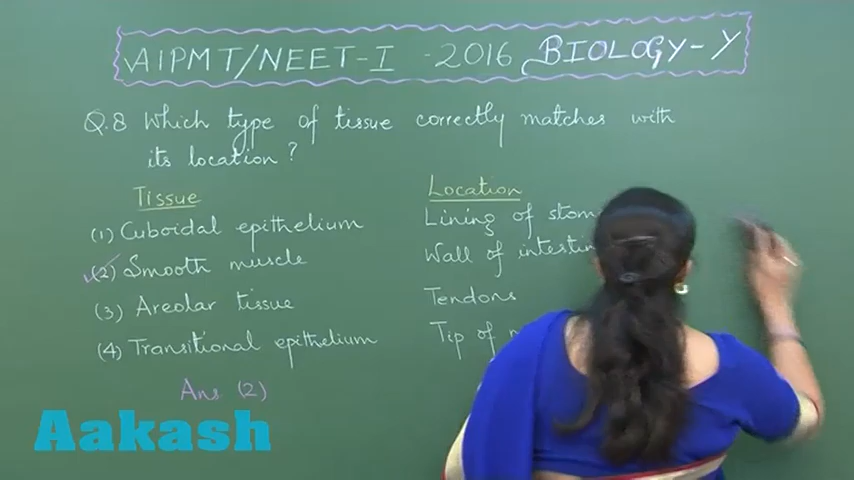 AIPMT/NEET-I - 2016 BIOLOGY-Y
Q.8 Which type of tissue correctly matches with
its location?
Tissue Location
(1) Cuboidal epithelium Lining of
(2) Smooth muscle Wall of
(3) Areolar tissue Tendons
(4) Transitional epithelium Tip of
Ans (2)
Aakash